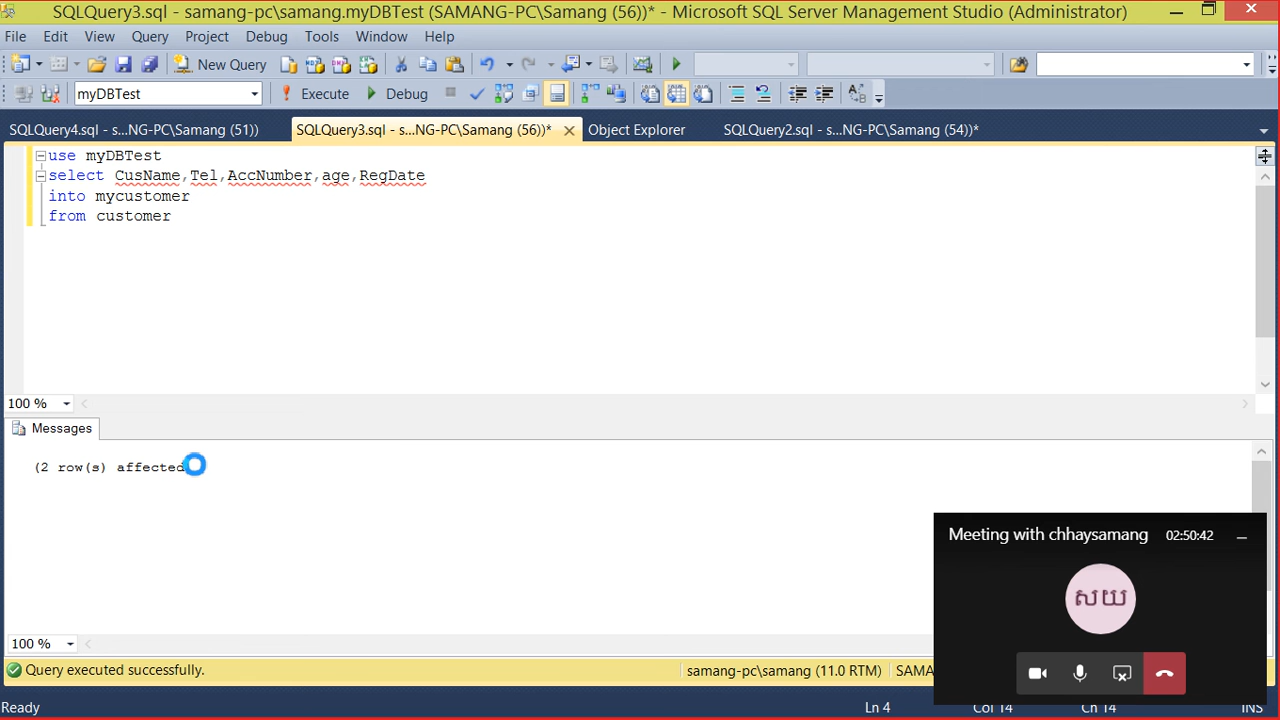 SQLQuery3.sql - samang-pc\samang.myDBTest (SAMANG-PC\Samang (56))* - Microsoft SQL Server Management Studio (Administrator)
File Edit View Query Project Debug Tools Window Help
New Query
myDBTest Execute Debug
SQLQuery4.sql - s...NG-PC\Samang (51)) SQLQuery3.sql - s...NG-PC\Samang (56))* Object Explorer SQLQuery2.sql - s...NG-PC\Samang (54))*
use myDBTest
select CusName,Tel,AccNumber,age,RegDate
into mycustomer
from customer
100 %
Messages
(2 row(s) affected
Meeting with chhaysamang 02:50:42
សយ
100 %
Query executed successfully. samang-pc\samang (11.0 RTM) SAMA
Ready Ln 4 Col 14 Ch 14 INS